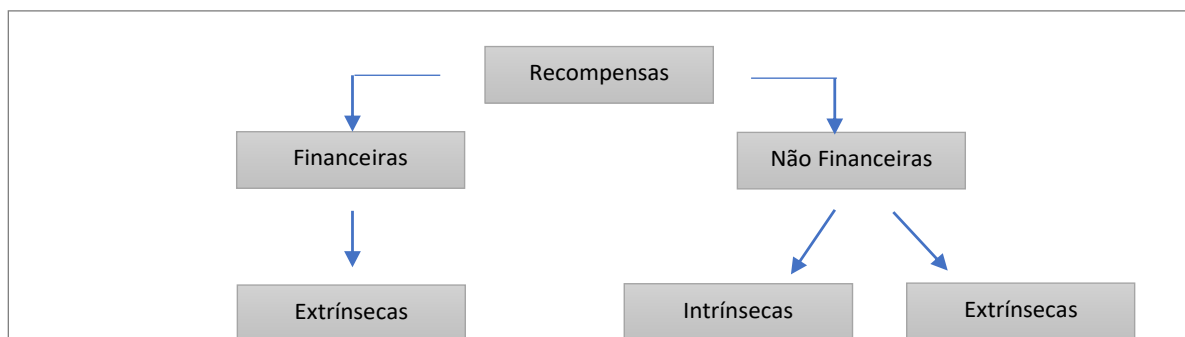 Recompensas
Financeiras
Não Financeiras
Extrínsecas
Intrínsecas
Extrínsecas